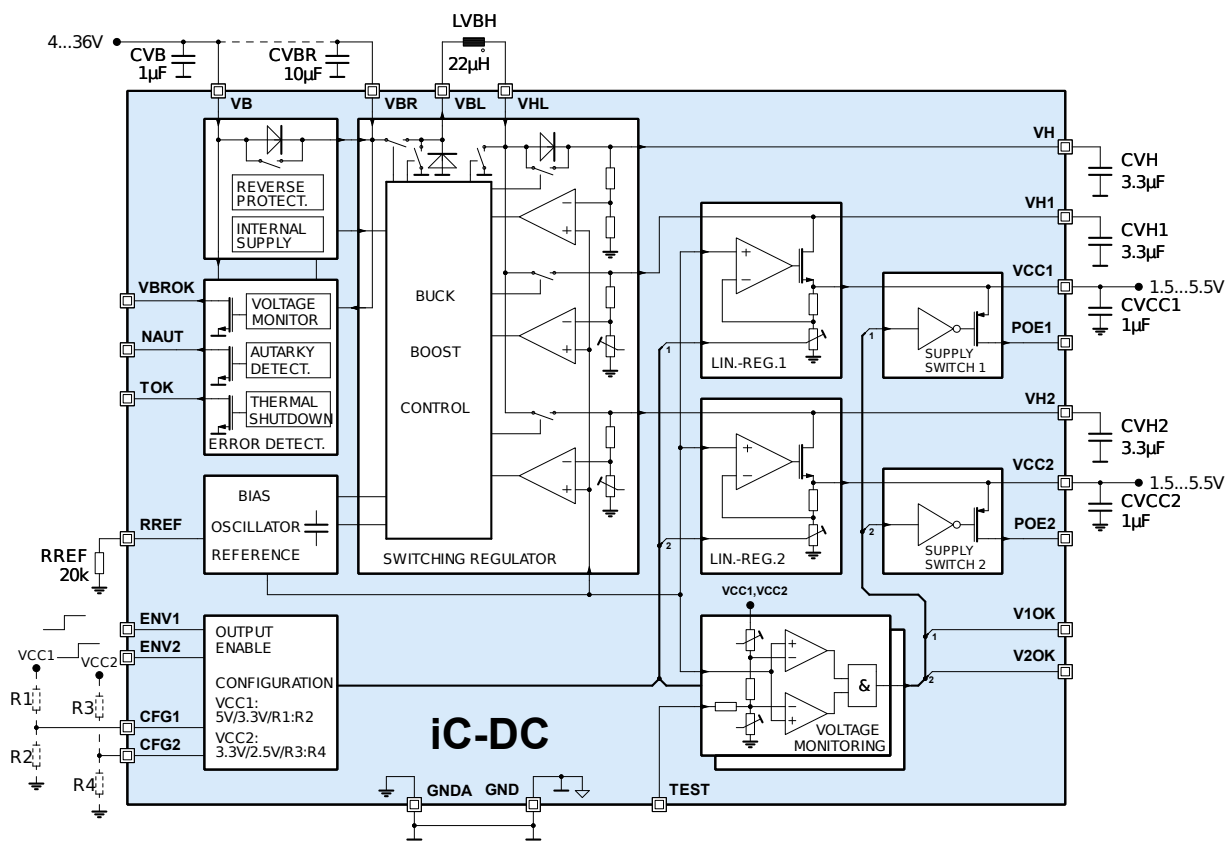 LVBH
4...36V
CVB
1µF
CVBR
10µF
22µH
VB
VBR
VBL
VHL
VH
CVH
3.3µF
REVERSE
PROTECT.
INTERNAL
SUPPLY
VH1
CVH1
3.3µF
VCC1
1.5...5.5V
CVCC1
1µF
POE1
VBROK
VOLTAGE
MONITOR
NAUT
AUTARKY
DETECT.
TOK
THERMAL
SHUTDOWN
ERROR DETECT.
BUCK
BOOST
CONTROL
SWITCHING REGULATOR
−
+
−
+
−
+
+
−
1
LIN.-REG.1
1
SUPPLY
SWITCH 1
VH2
CVH2
3.3µF
VCC2
1.5...5.5V
CVCC2
1µF
POE2
+
−
2
LIN.-REG.2
2
SUPPLY
SWITCH 2
BIAS
OSCILLATOR
REFERENCE
RREF
RREF
20k
ENV1
ENV2
VCC1
VCC2
R1
R3
CFG1
R2
CFG2
R4
OUTPUT
ENABLE
CONFIGURATION
VCC1:
5V/3.3V/R1:R2
VCC2:
3.3V/2.5V/R3:R4
iC-DC
VCC1,VCC2
+
−
−
+
&
VOLTAGE
MONITORING
1
2
V1OK
V2OK
GNDA
GND
TEST